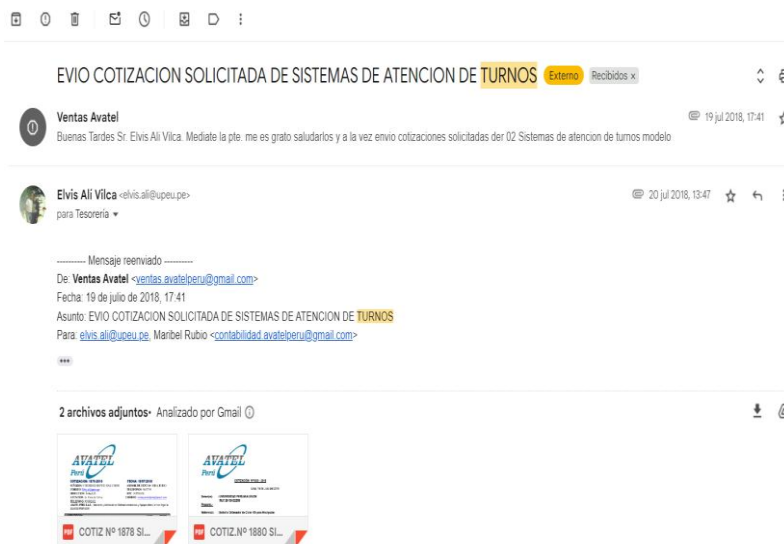 EVIO COTIZACION SOLICITADA DE SISTEMAS DE ATENCION DE TURNOS Externo Recibidos x
Ventas Avatel 19 jul 2018, 17:41
Buenas Tardes Sr. Elvis Ali Vilca. Mediate la pte. me es grato saludarlos y a la vez envio cotizaciones solicitadas der 02 Sistemas de atencion de turnos modelo
Elvis Ali Vilca <elvis.ali@upeu.pe> 20 jul 2018, 13:47
para Tesoreria
---------- Mensaje reenviado ----------
De: Ventas Avatel <ventas.avatelperu@gmail.com>
Fecha: 19 de julio de 2018, 17:41
Asunto: EVIO COTIZACION SOLICITADA DE SISTEMAS DE ATENCION DE TURNOS
Para: elvis.ali@upeu.pe, Maribel Rubio <contabilidad.avatelperu@gmail.com>
2 archivos adjuntos• Analizado por Gmail
AVATEL Perú
AVATEL Perú
PDF COTIZ Nº 1878 SI...
PDF COTIZ.Nº 1880 SI...